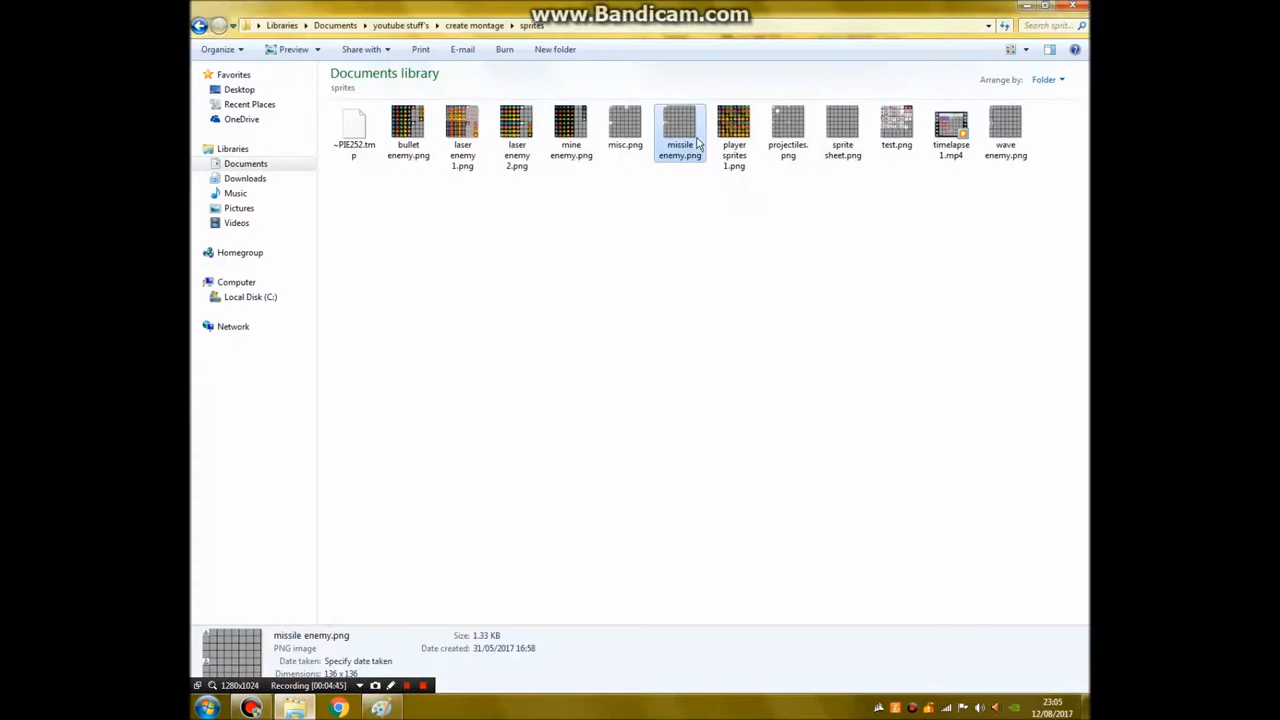 www.Bandicam.com
Libraries Documents youtube stuff's create montage sprites
Search sprit...
Organize Preview Share with Print E-mail Burn New folder
Favorites
Desktop
Recent Places
OneDrive
Libraries
Documents
Downloads
Music
Pictures
Videos
Homegroup
Computer
Local Disk (C:)
Network
Documents library
sprites
Arrange by: Folder
~PIE252.tm
p
bullet
enemy.png
laser
enemy
1.png
laser
enemy
2.png
mine
enemy.png
misc.png
missile
enemy.png
player
sprites
1.png
projectiles.
png
sprite
sheet.png
test.png
timelapse
1.mp4
wave
enemy.png
missile enemy.png
PNG image
Date taken: Specify date taken
Dimensions: 136 x 136
Size: 1.33 KB
Date created: 31/05/2017 16:58
1280x1024 Recording [00:04:45]
23:05
12/08/2017